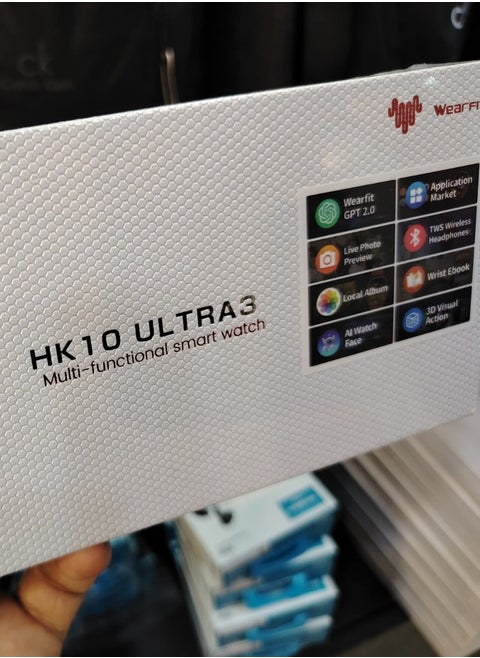 ck
WearFi
Wearfit
GPT 2.0
Application
Market
Live Photo
Preview
TWS Wireless
Headphones
Local Album
Wrist Ebook
AI Watch
Face
3D Visual
Action
HK10 ULTRA3
Multi-functional smart watch